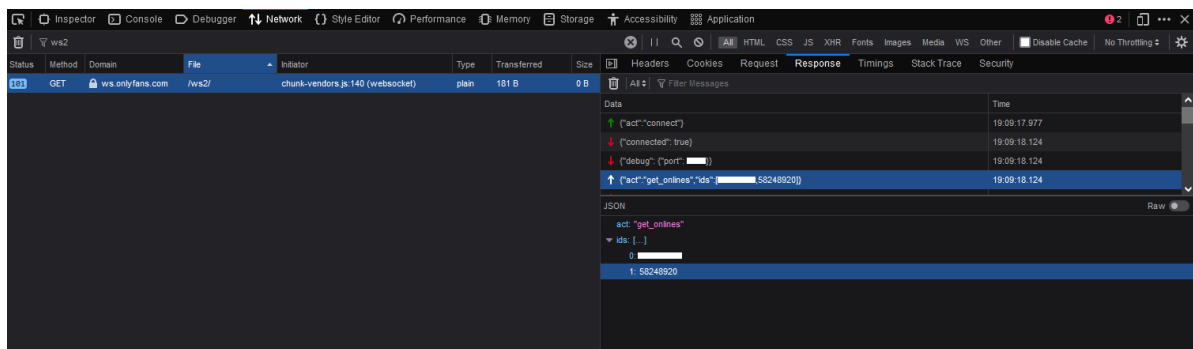 Inspector Console Debugger Network {} Style Editor Performance Memory Storage Accessibility Application 2
ws2 All HTML CSS JS XHR Fonts Images Media WS Other Disable Cache No Throttling
Status Method Domain File Initiator Type Transferred Size Headers Cookies Request Response Timings Stack Trace Security
101 GET ws.onlyfans.com /ws2/ chunk-vendors.js:140 (websocket) plain 181 B 0 B All Filter Messages
Data Time
{"act":"connect"} 19:09:17.977
{"connected": true} 19:09:18.124
{"debug": {"port": }} 19:09:18.124
{"act":"get_onlines","ids":[ ,58248920]} 19:09:18.124
JSON Raw
act: "get_onlines"
ids: […]
0:
1: 58248920